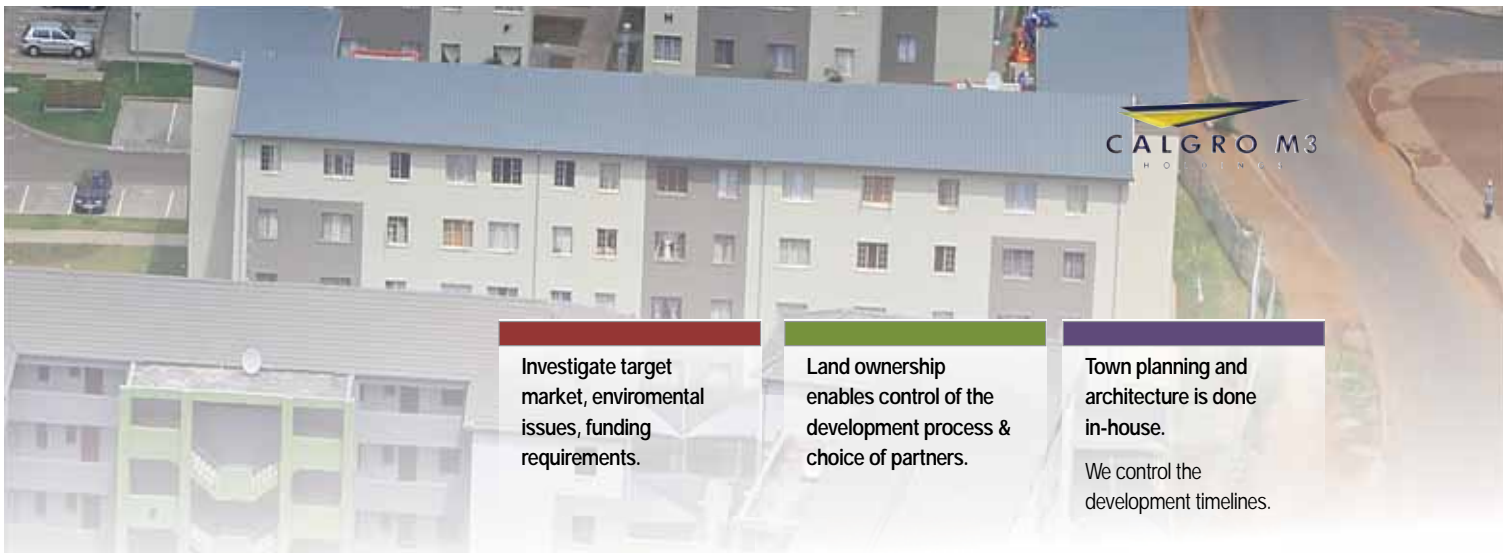 H
F
CALGRO M3
HOLDINGS
Investigate target
market, enviromental
issues, funding
requirements.
Land ownership
enables control of the
development process &
choice of partners.
Town planning and
architecture is done
in-house.
We control the
development timelines.